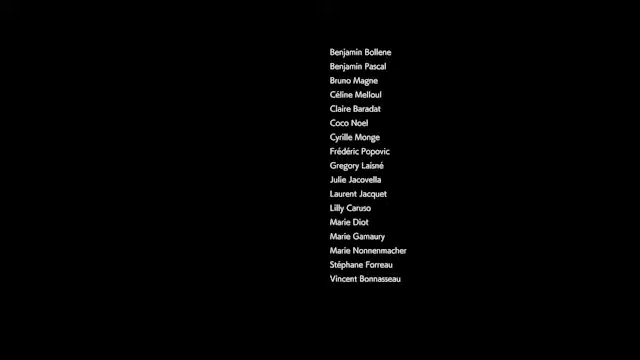 Benjamin Bollene
Benjamin Pascal
Bruno Magne
Céline Melloul
Claire Baradat
Coco Noel
Cyrille Monge
Frédéric Popovic
Gregory Laisné
Julie Jacovella
Laurent Jacquet
Lilly Caruso
Marie Diot
Marie Gamaury
Marie Nonnenmacher
Stéphane Forreau
Vincent Bonnasseau